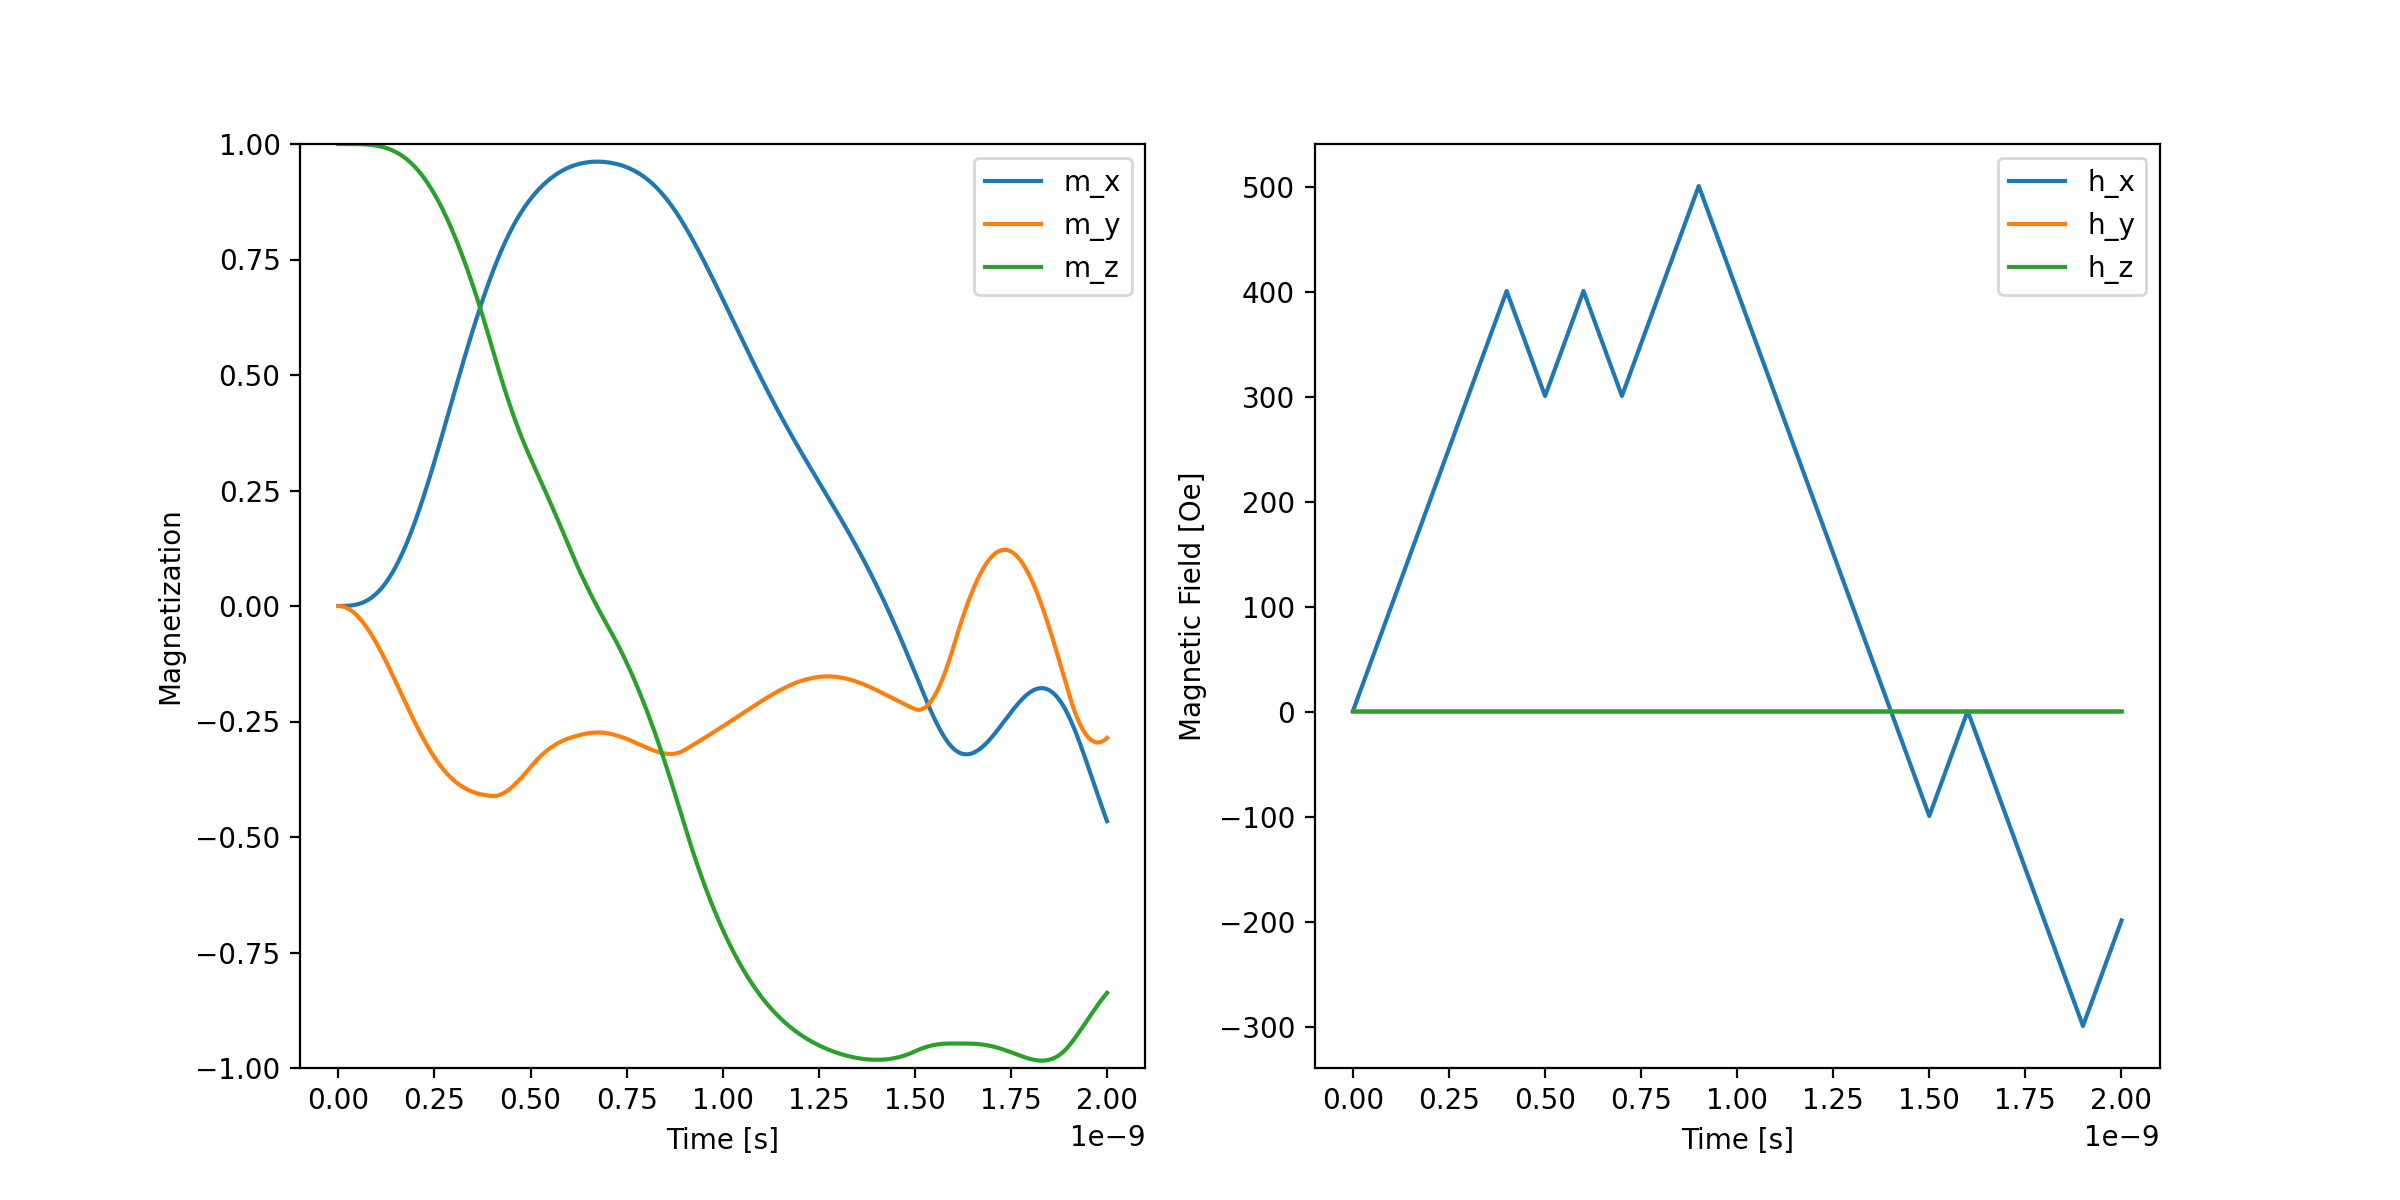 Magnetization
1.00
0.75
0.50
0.25
0.00
−0.25
−0.50
−0.75
−1.00
m_x
m_y
m_z
0.00 0.25 0.50 0.75 1.00 1.25 1.50 1.75 2.00
Time [s]
1e−9
Magnetic Field [Oe]
500
400
300
200
100
0
−100
−200
−300
h_x
h_y
h_z
0.00 0.25 0.50 0.75 1.00 1.25 1.50 1.75 2.00
Time [s]
1e−9